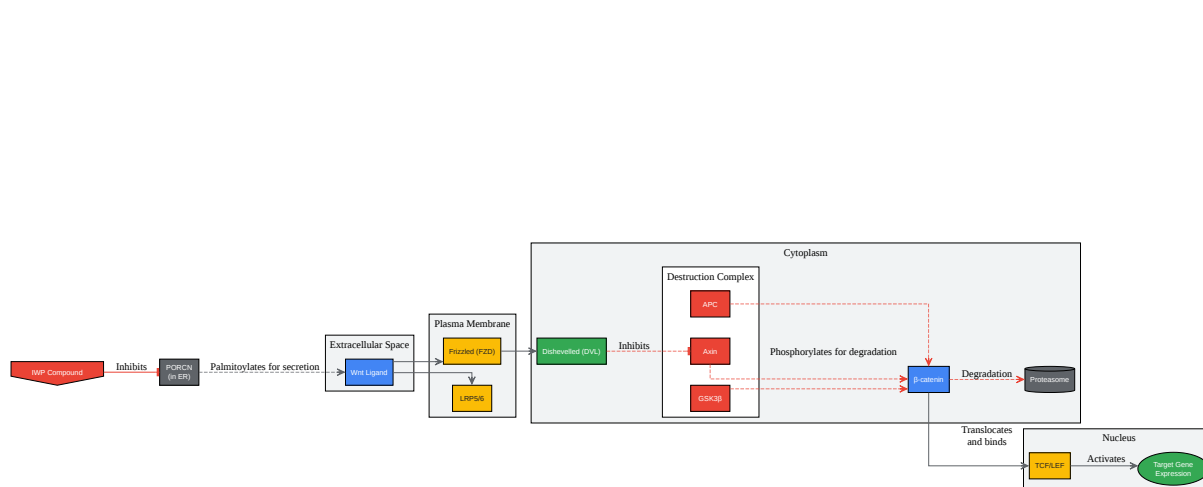 Cytoplasm
Destruction Complex
APC
Plasma Membrane
Extracellular Space
Frizzled (FZD)
Dishevelled (DVL)
Inhibits
Axin
Phosphorylates for degradation
IWP Compound
Inhibits
PORCN
(in ER)
Palmitoylates for secretion
Wnt Ligand
LRP5/6
GSK3β
β-catenin
Degradation
Proteasome
Translocates
and binds
Nucleus
TCF/LEF
Activates
Target Gene
Expression